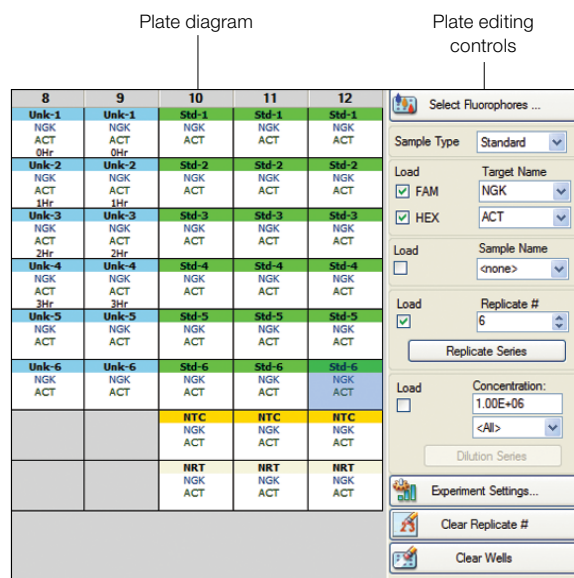 Plate diagram
Plate editing
controls
8 9 10 11 12
Unk-1 Unk-1 Std-1 Std-1 Std-1
NGK NGK NGK NGK NGK
ACT ACT ACT ACT ACT
0Hr 0Hr
Unk-2 Unk-2 Std-2 Std-2 Std-2
NGK NGK NGK NGK NGK
ACT ACT ACT ACT ACT
1Hr 1Hr
Unk-3 Unk-3 Std-3 Std-3 Std-3
NGK NGK NGK NGK NGK
ACT ACT ACT ACT ACT
2Hr 2Hr
Unk-4 Unk-4 Std-4 Std-4 Std-4
NGK NGK NGK NGK NGK
ACT ACT ACT ACT ACT
3Hr 3Hr
Unk-5 Unk-5 Std-5 Std-5 Std-5
NGK NGK NGK NGK NGK
ACT ACT ACT ACT ACT
Unk-6 Unk-6 Std-6 Std-6 Std-6
NGK NGK NGK NGK NGK
ACT ACT ACT ACT ACT
NTC NTC NTC
NGK NGK NGK
ACT ACT ACT
NRT NRT NRT
NGK NGK NGK
ACT ACT ACT
Select Fluorophores ...
Sample Type Standard
Load Target Name
FAM NGK
HEX ACT
Load Sample Name
<none>
Load Replicate #
6
Replicate Series
Load Concentration:
1.00E+06
<All>
Dilution Series
Experiment Settings...
Clear Replicate #
Clear Wells